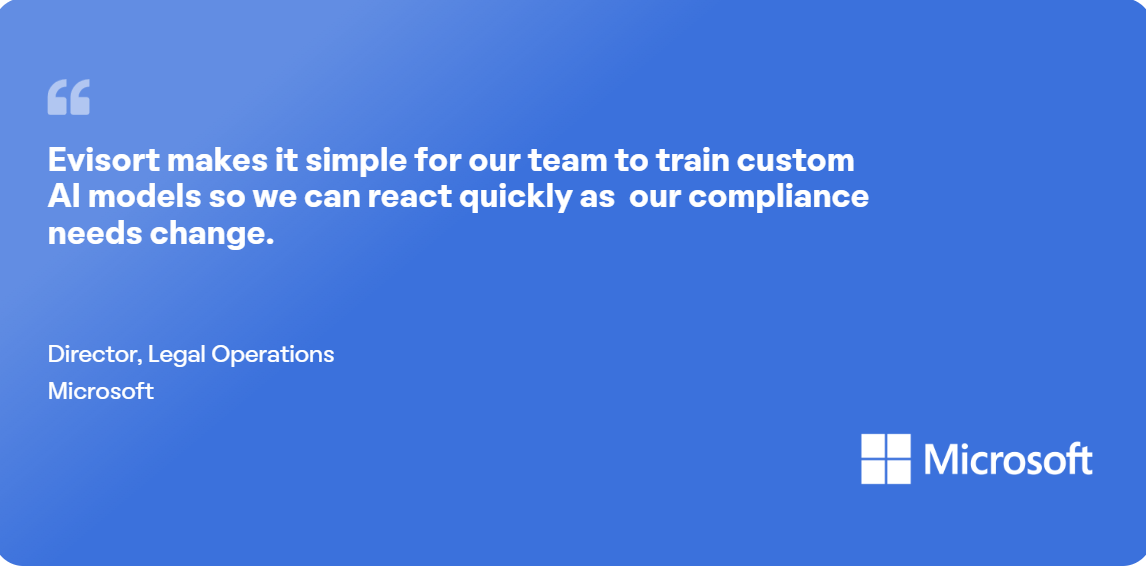 “
Evisort makes it simple for our team to train custom
AI models so we can react quickly as  our compliance
needs change.
Director, Legal Operations
Microsoft
Microsoft